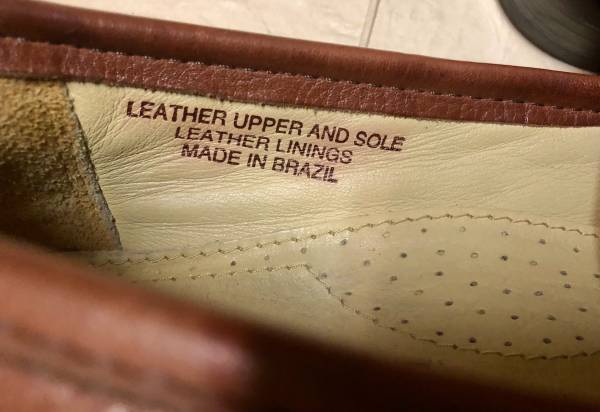 LEATHER UPPER AND SOLE
LEATHER LININGS
MADE IN BRAZIL